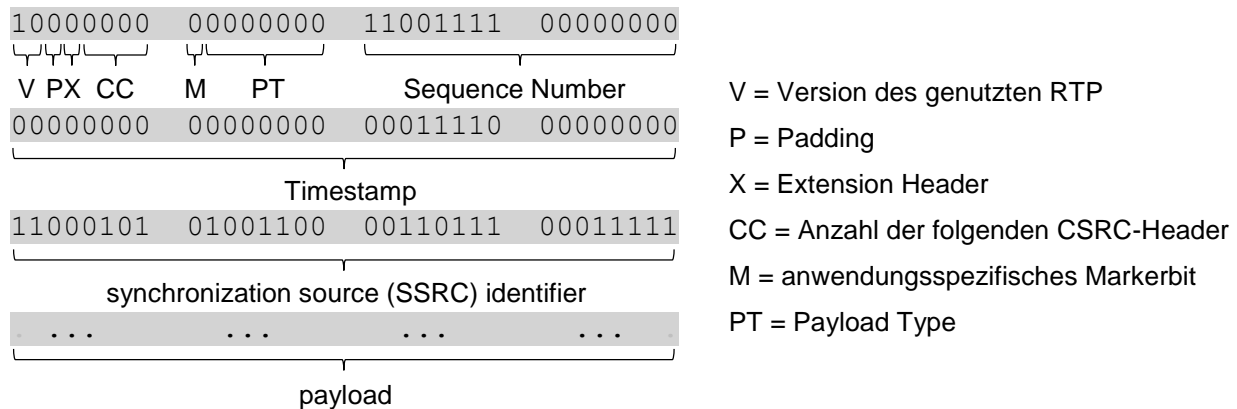 10000000 00000000 11001111 00000000
V PX CC M PT Sequence Number
00000000 00000000 00011110 00000000
Timestamp
11000101 01001100 00110111 00011111
synchronization source (SSRC) identifier
. ... ... ... ... .
payload
V = Version des genutzten RTP
P = Padding
X = Extension Header
CC = Anzahl der folgenden CSRC-Header
M = anwendungsspezifisches Markerbit
PT = Payload Type